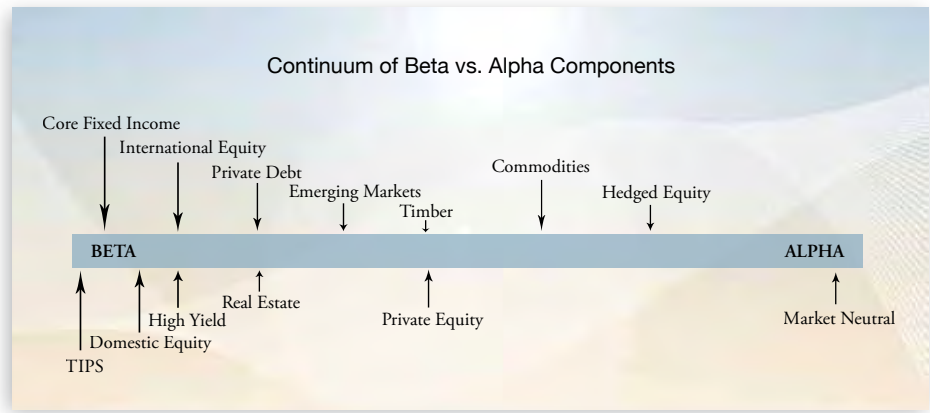 Continuum of Beta vs. Alpha Components
Core Fixed Income
International Equity
Private Debt
Emerging Markets
Timber
Commodities
Hedged Equity
BETA
ALPHA
TIPS
Domestic Equity
High Yield
Real Estate
Private Equity
Market Neutral